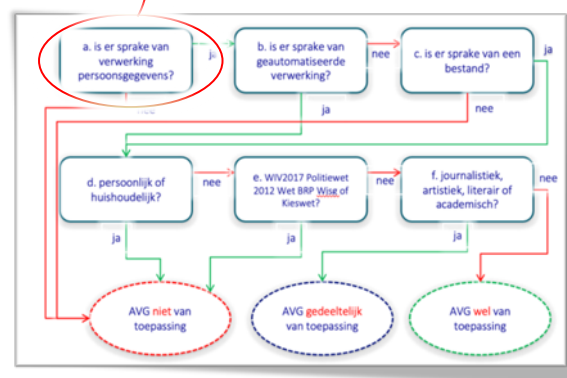 a. is er sprake van
verwerking
persoonsgegevens?
b. is er sprake van
geautomatiseerde
verwerking?
nee
c. is er sprake van een
bestand?
ja
ja
nee
d. persoonlijk of
huishoudelijk?
nee
e. WIV2017 Politiewet
2012 Wet BRP Wisg of
Kieswet?
nee
f. journalistiek,
artistiek, literair of
academisch?
nee
ja
ja
ja
AVG niet van
toepassing
AVG gedeeltelijk
van toepassing
AVG wel van
toepassing